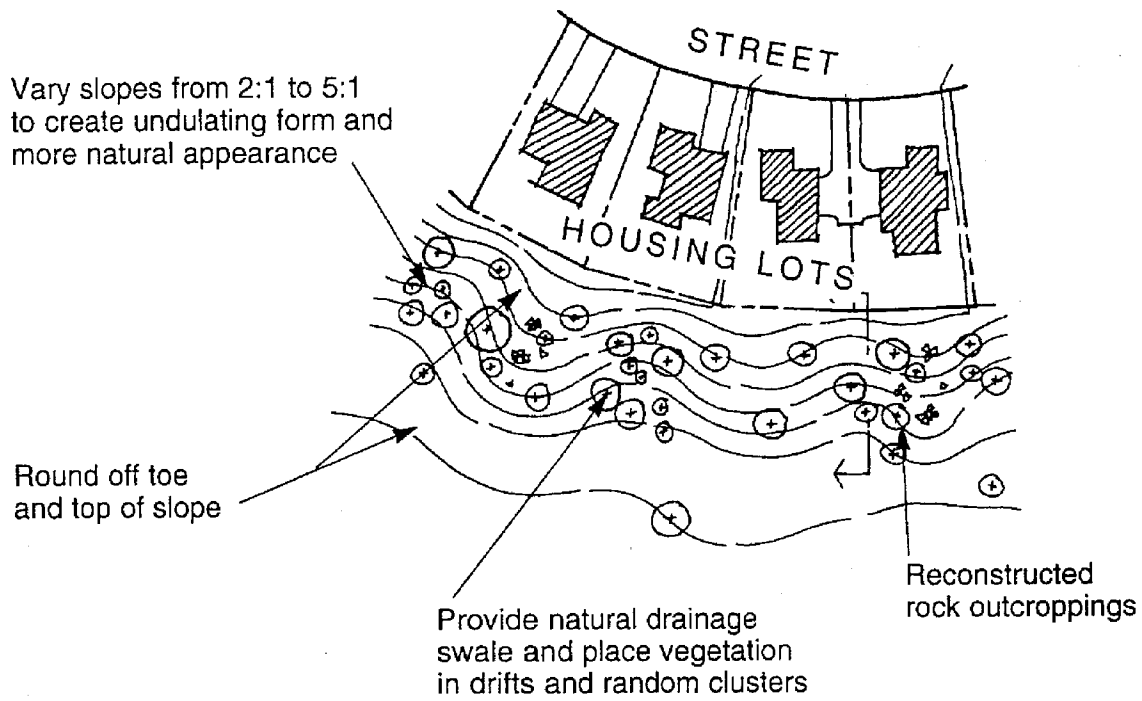 STREET
Vary slopes from 2:1 to 5:1
to create undulating form and
more natural appearance
HOUSING LOTS
Round off toe
and top of slope
Reconstructed
rock outcroppings
Provide natural drainage
swale and place vegetation
in drifts and random clusters